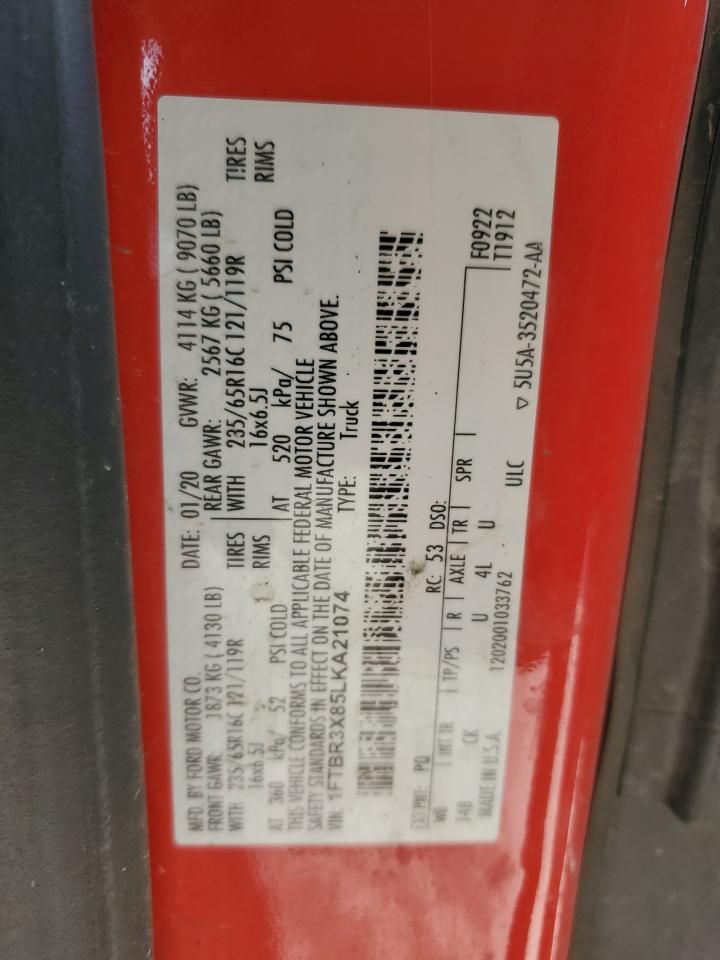 MFD. BY FORD MOTOR CO.
DATE: 01/20 GVWR: 4114 KG ( 9070 LB)
FRONT GAWR: 1873 KG ( 4130 LB) REAR GAWR: 2567 KG ( 5660 LB)
WITH 235/65R16C 121/119R TIRES WITH 235/65R16C 121/119R TIRES
16x6.5J RIMS 16x6.5J RIMS
AT 360 kPa/ 52 PSI COLD AT 520 kPa/ 75 PSI COLD
THIS VEHICLE CONFORMS TO ALL APPLICABLE FEDERAL MOTOR VEHICLE
SAFETY STANDARDS IN EFFECT ON THE DATE OF MANUFACTURE SHOWN ABOVE.
VIN: 1FTBR3X85LKA21074 TYPE: Truck
EXT PNT: PQ RC: 53 DSO: F0922
WB INT TR TP/PS R AXLE TR SPR T1912
148 CK U 4L U
MADE IN U.S.A. 1202001033762 ULC ▽ 5U5A-3520472-AA